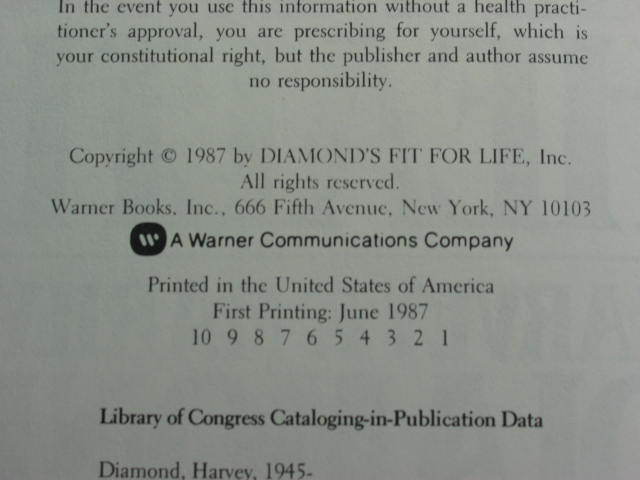 In the event you use this information without a health practi-
tioner's approval, you are prescribing for yourself, which is
your constitutional right, but the publisher and author assume
no responsibility.
Copyright © 1987 by DIAMOND'S FIT FOR LIFE, Inc.
All rights reserved.
Warner Books, Inc., 666 Fifth Avenue, New York, NY 10103
A Warner Communications Company
Printed in the United States of America
First Printing: June 1987
10 9 8 7 6 5 4 3 2 1
Library of Congress Cataloging-in-Publication Data
Diamond, Harvey, 1945-